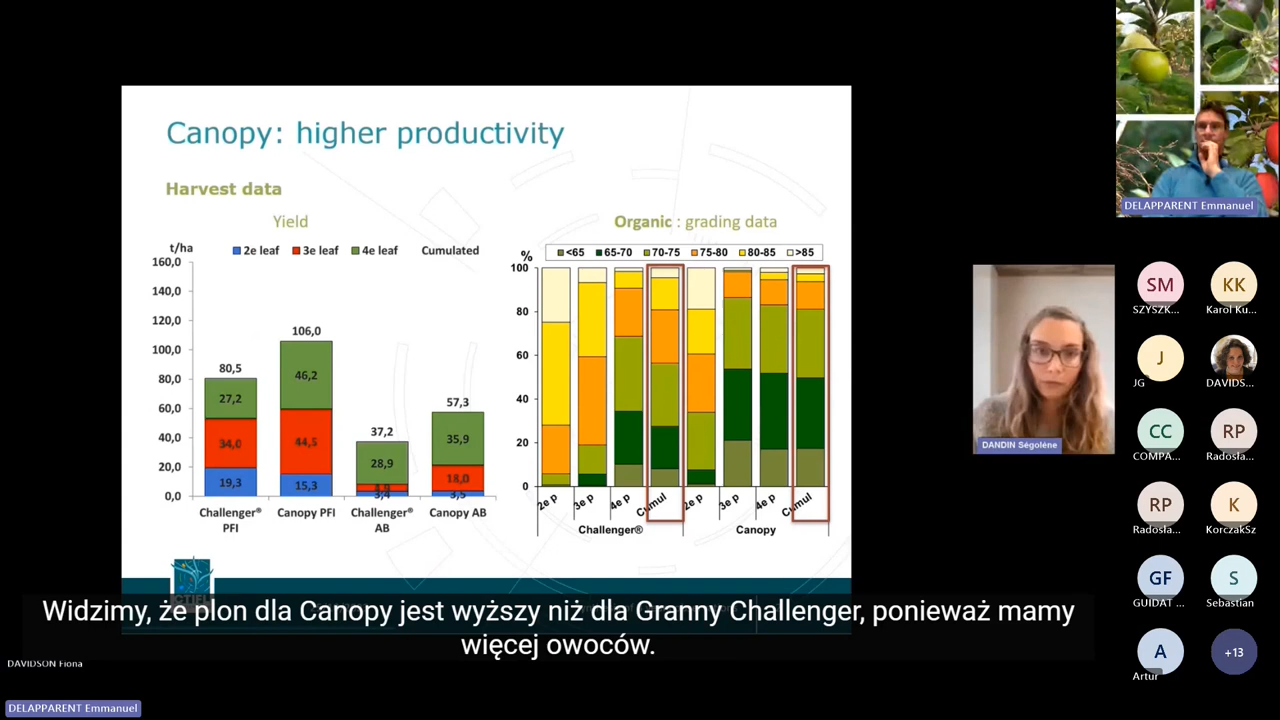 Canopy: higher productivity
Harvest data
Yield
t/ha
2e leaf 3e leaf 4e leaf Cumulated
160,0
140,0
120,0
100,0
80,0
60,0
40,0
20,0
0,0
80,5
27,2
34,0
19,3
106,0
46,2
44,5
15,3
37,2
28,9
3,4
57,3
35,9
18,0
3,5
Challenger® PFI
Canopy PFI
Challenger® AB
Canopy AB
Organic : grading data
%
<65 65-70 70-75 75-80 80-85 >85
100
80
60
40
20
0
2e p 3e p 4e p Cumul 2e p 3e p 4e p Cumul
Challenger® Canopy
CTIFL
Widzimy, że plon dla Canopy jest wyższy niż dla Granny Challenger, ponieważ mamy
więcej owoców.
DAVIDSON Fiona
DELAPPARENT Emmanuel
DELAPPARENT Emmanuel
DANDIN Ségolène
SM
SZYSZK...
KK
Karol Ku...
J
JG
DAVIDS...
CC
COMPA...
RP
Radosła...
RP
Radosła...
K
KorczakSz
GF
GUIDAT ...
S
Sebastian
A
Artur
+13